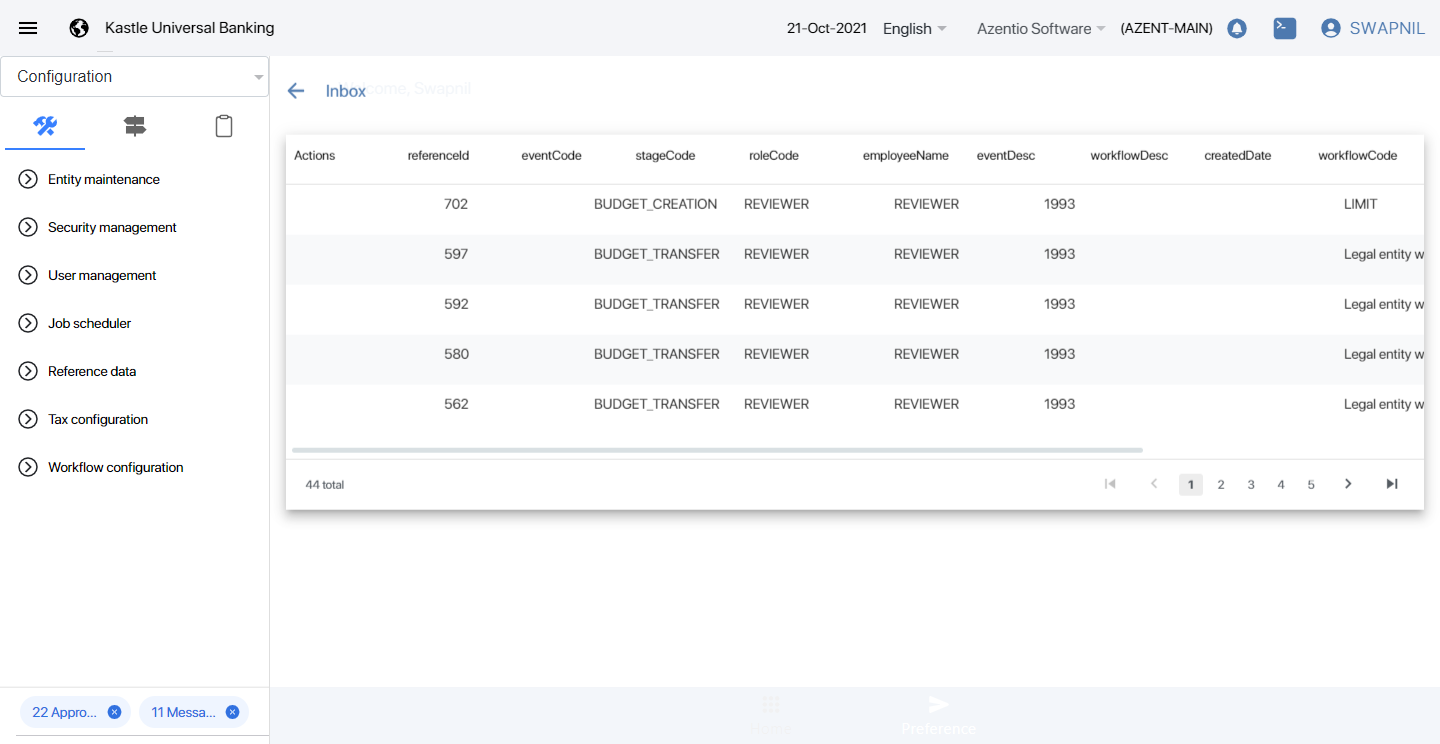 Kastle Universal Banking
21-Oct-2021 English Azentio Software (AZENT-MAIN) SWAPNIL
Configuration
Inbox
come, Swapnil
Entity maintenance
Security management
User management
Job scheduler
Reference data
Tax configuration
Workflow configuration
Actions referenceId eventCode stageCode roleCode employeeName eventDesc workflowDesc createdDate workflowCode
702 BUDGET_CREATION REVIEWER REVIEWER 1993 LIMIT
597 BUDGET_TRANSFER REVIEWER REVIEWER 1993 Legal entity w
592 BUDGET_TRANSFER REVIEWER REVIEWER 1993 Legal entity w
580 BUDGET_TRANSFER REVIEWER REVIEWER 1993 Legal entity w
562 BUDGET_TRANSFER REVIEWER REVIEWER 1993 Legal entity w
44 total 1 2 3 4 5
22 Appro... 11 Messa...
Home Preference